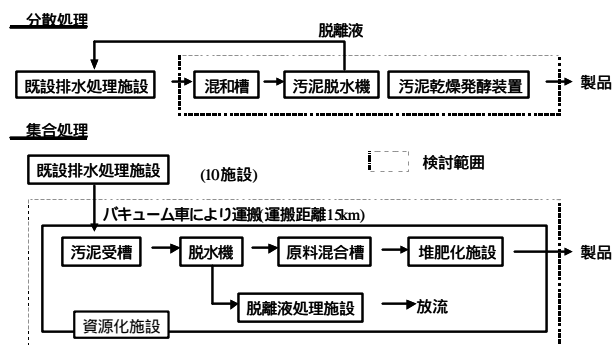 分散処理
脱離液
既設排水処理施設
混和槽
汚泥脱水機
汚泥乾燥発酵装置
製品
集合処理
既設排水処理施設
(10施設)
検討範囲
バキューム車により運搬(運搬距離15km)
汚泥受槽
脱水機
原料混合槽
堆肥化施設
製品
脱離液処理施設
放流
資源化施設